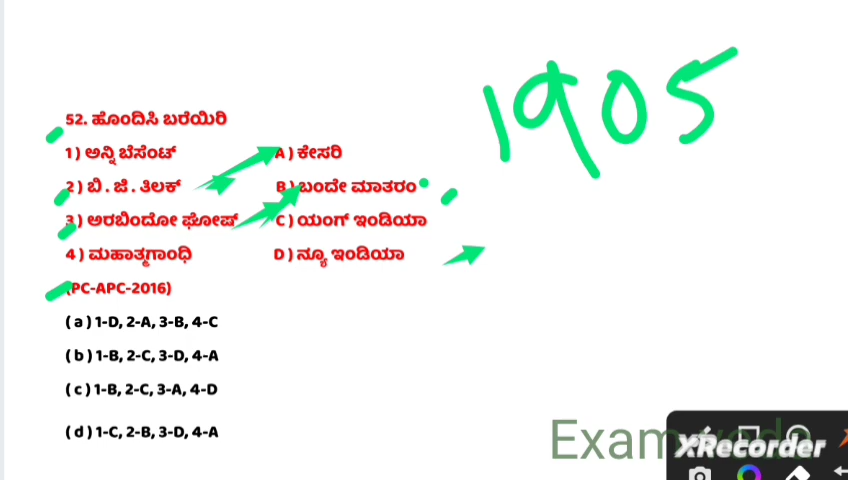 1905
52. ಹೊಂದಿಸಿ ಬರೆಯಿರಿ
1) ಅನ್ನಿ ಬೆಸೆಂಟ್ A) ಕೇಸರಿ
2) ಬಿ. ಜಿ. ತಿಲಕ್ B) ಬಂದೇ ಮಾತರಂ
3) ಅರಬಿಂದೋ ಘೋಷ್ C) ಯಂಗ್ ಇಂಡಿಯಾ
4) ಮಹಾತ್ಮಗಾಂಧಿ D) ನ್ಯೂ ಇಂಡಿಯಾ
(PC-APC-2016)
(a) 1-D, 2-A, 3-B, 4-C
(b) 1-B, 2-C, 3-D, 4-A
(c) 1-B, 2-C, 3-A, 4-D
(d) 1-C, 2-B, 3-D, 4-A
XRecorder